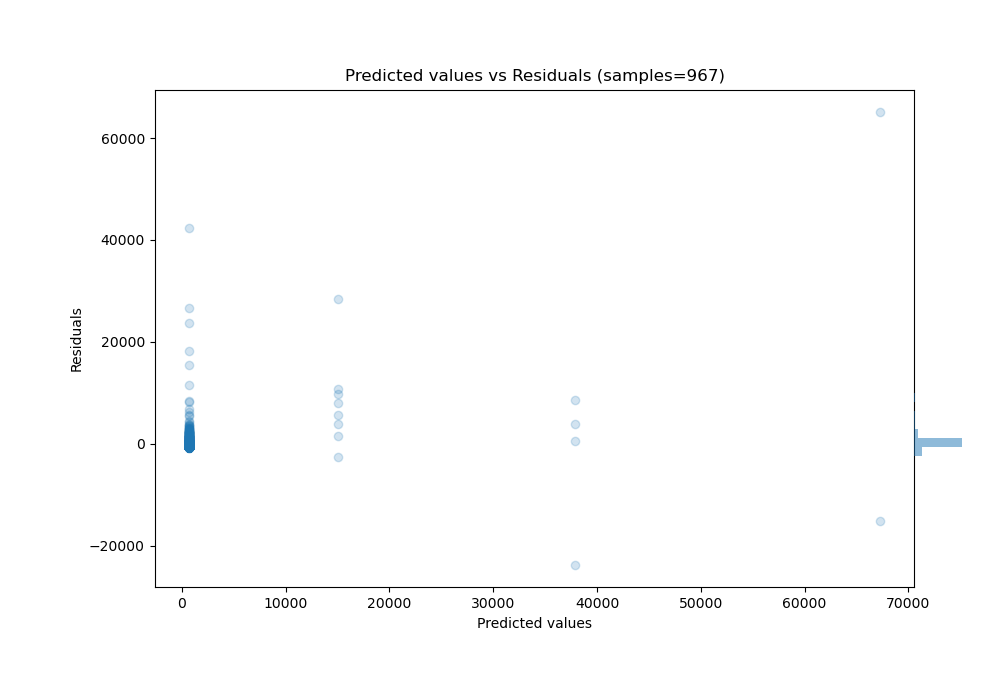 Predicted values vs Residuals (samples=967)
60000
40000
20000
0
−20000
Residuals
0 10000 20000 30000 40000 50000 60000 70000
Predicted values